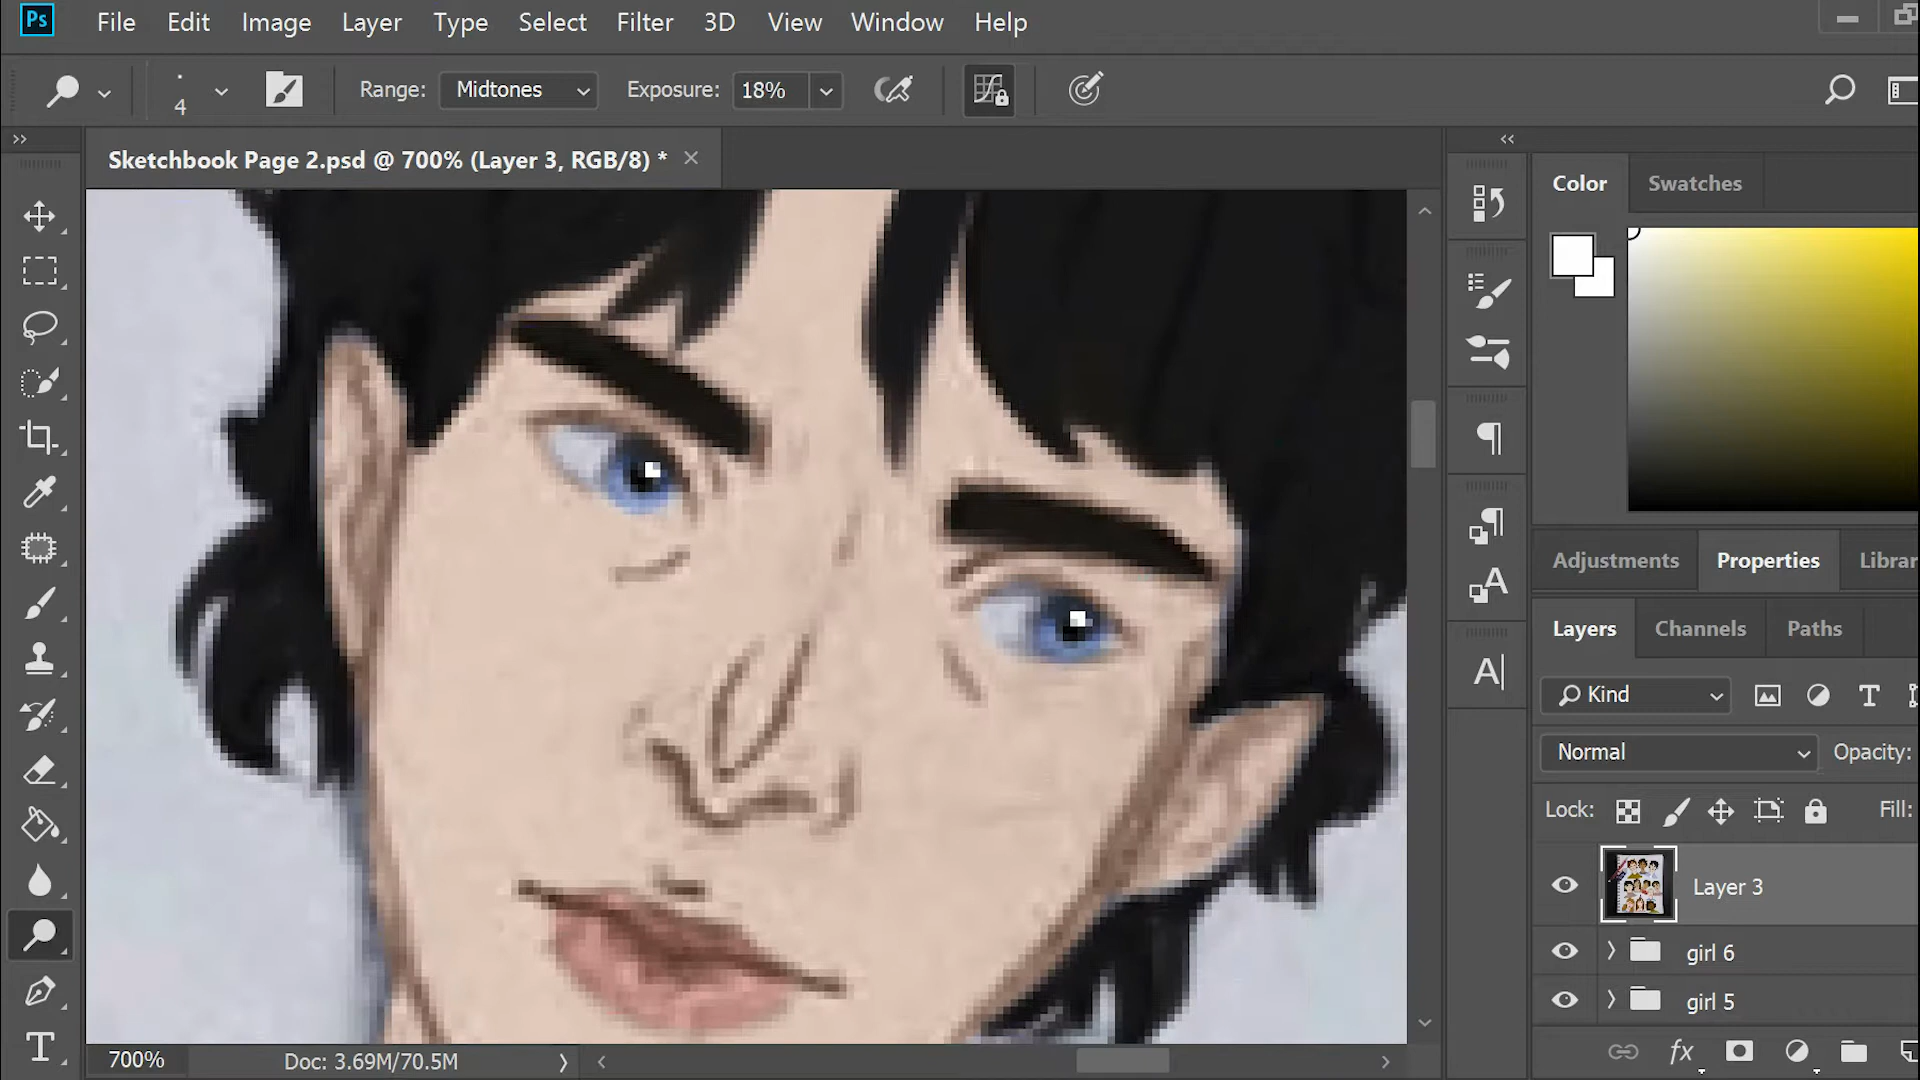 Ps File Edit Image Layer Type Select Filter 3D View Window Help
4 Range: Midtones Exposure: 18%
Sketchbook Page 2.psd @ 700% (Layer 3, RGB/8) *
Color Swatches
Adjustments Properties Librar
Layers Channels Paths
Kind
Normal Opacity:
Lock: Fill:
Layer 3
girl 6
girl 5
fx
700% Doc: 3.69M/70.5M